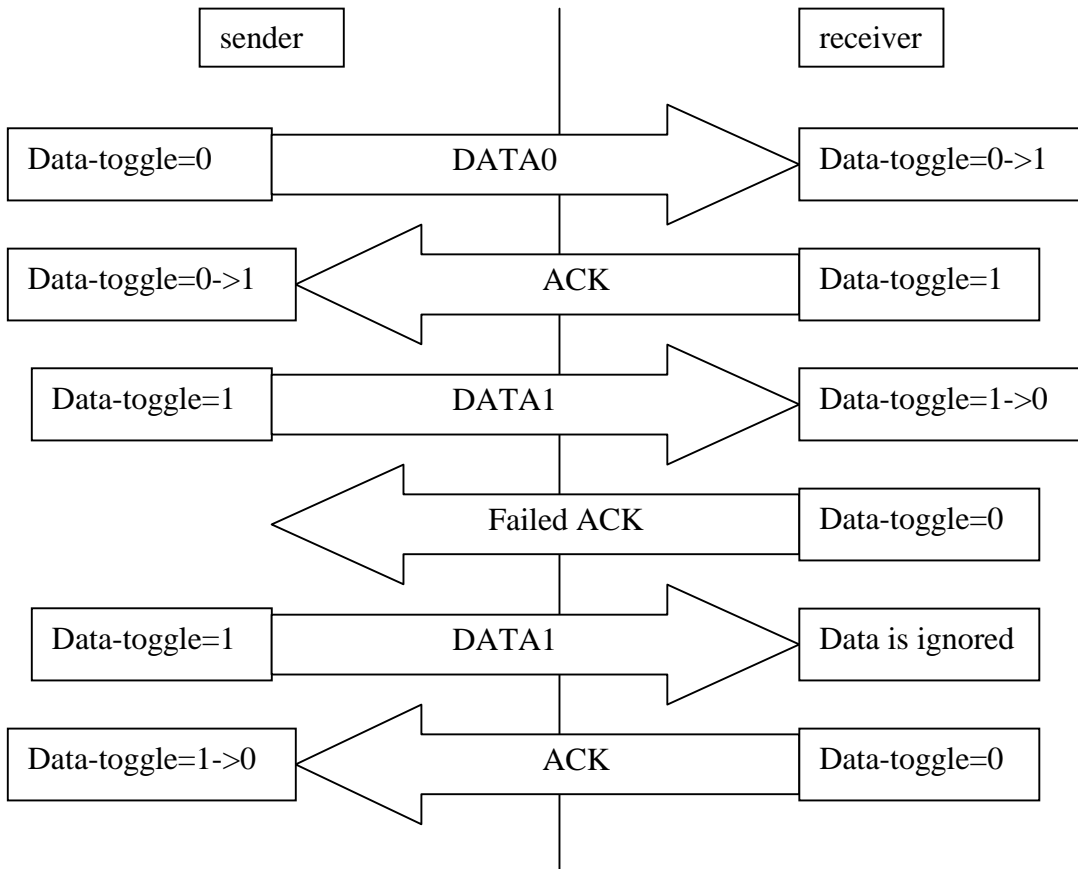 sender
receiver
Data-toggle=0
DATA0
Data-toggle=0->1
Data-toggle=0->1
ACK
Data-toggle=1
Data-toggle=1
DATA1
Data-toggle=1->0
Failed ACK
Data-toggle=0
Data-toggle=1
DATA1
Data is ignored
Data-toggle=1->0
ACK
Data-toggle=0